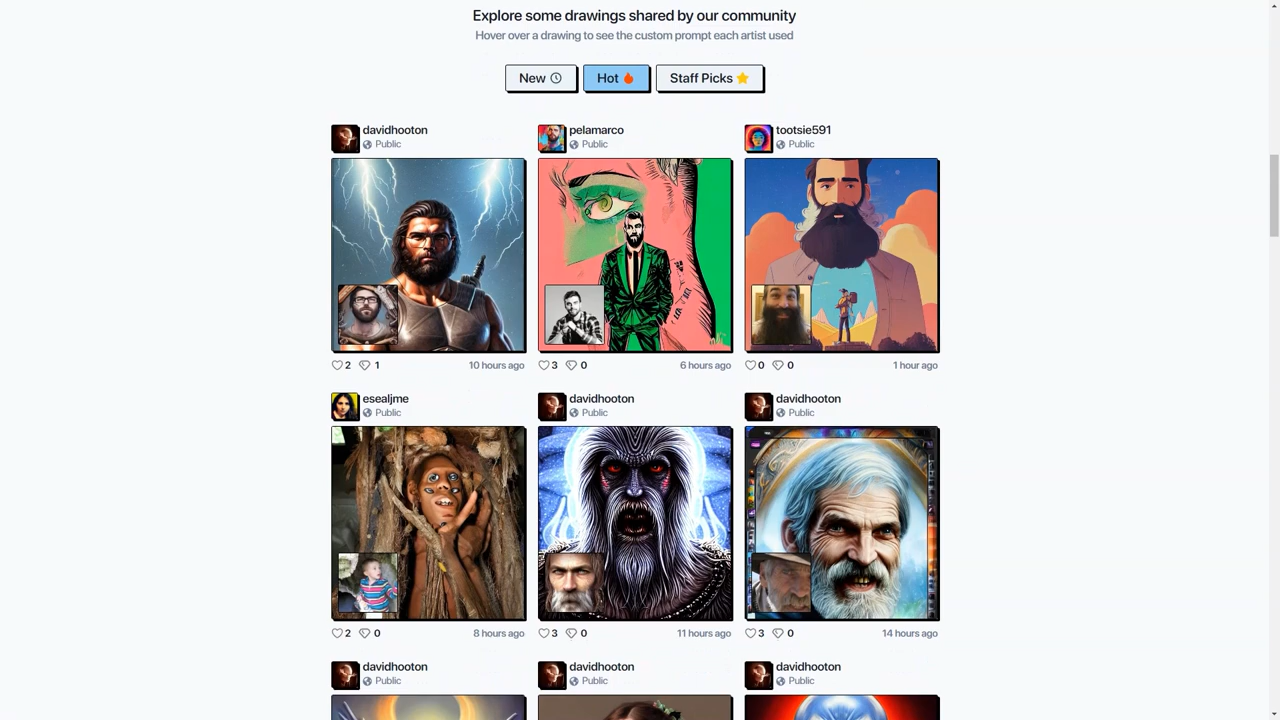 Explore some drawings shared by our community
Hover over a drawing to see the custom prompt each artist used
New
Hot
Staff Picks
davidhooton
Public
pelamarco
Public
tootsie591
Public
2 1 10 hours ago
3 0 6 hours ago
0 0 1 hour ago
esealjme
Public
davidhooton
Public
davidhooton
Public
2 0 8 hours ago
3 0 11 hours ago
3 0 14 hours ago
davidhooton
Public
davidhooton
Public
davidhooton
Public